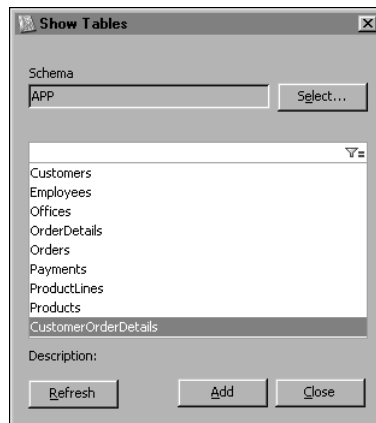 Show Tables
Schema
APP
Select...
Customers
Employees
Offices
OrderDetails
Orders
Payments
ProductLines
Products
CustomerOrderDetails
Description:
Refresh Add Close